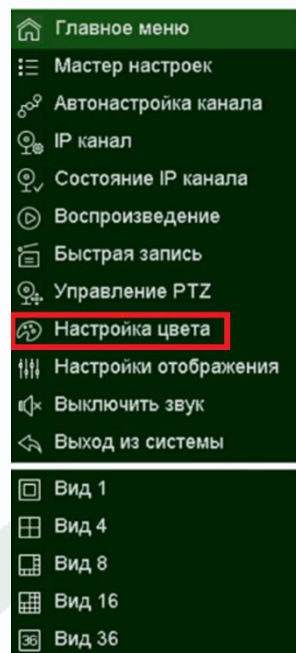 Главное меню
Мастер настроек
Автонастройка канала
IP канал
Состояние IP канала
Воспроизведение
Быстрая запись
Управление PTZ
Настройка цвета
Настройки отображения
Выключить звук
Выход из системы
Вид 1
Вид 4
Вид 8
Вид 16
36 Вид 36